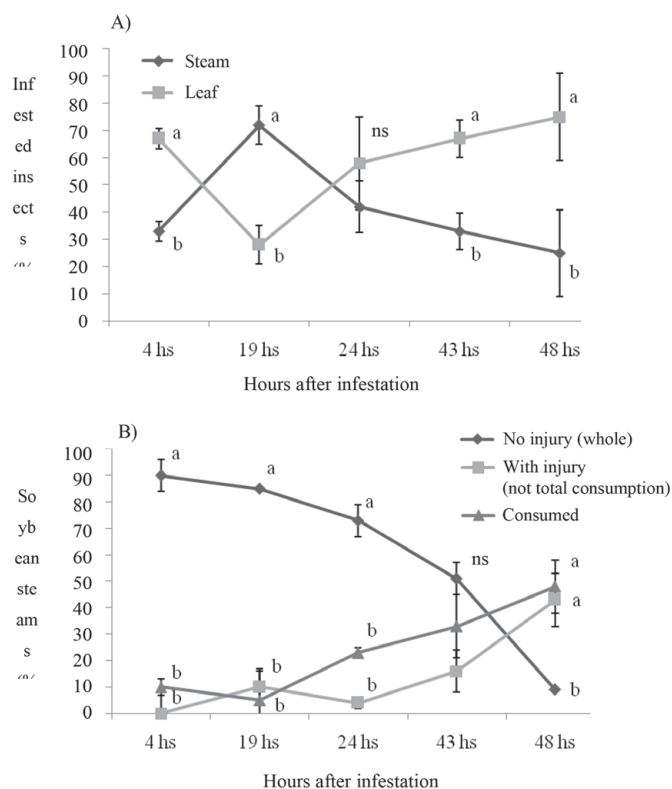 A)
100
90
80
70
60
50
40
30
20
10
0
Inf
est
ed
ins
ect
s
Steam
Leaf
a
b
a
b
ns
a
b
a
b
4 hs
19 hs
24 hs
43 hs
48 hs
Hours after infestation
B)
100
90
80
70
60
50
40
30
20
10
0
So
yb
ean
ste
am
s
No injury (whole)
With injury
(not total consumption)
Consumed
a
b
b
a
b
b
a
b
b
ns
a
a
b
4 hs
19 hs
24 hs
43 hs
48 hs
Hours after infestation